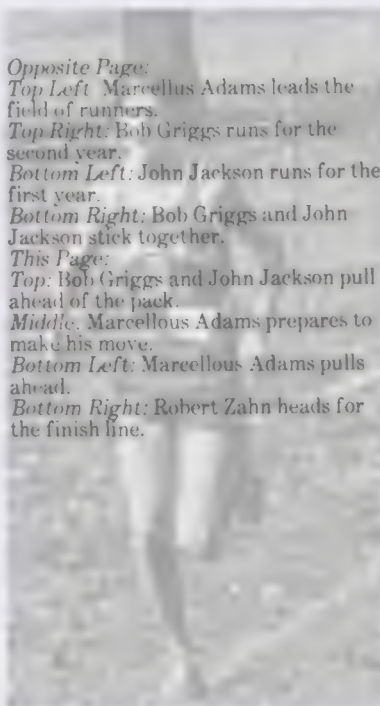 Opposite Page:
Top Left Marcellus Adams leads the
field of runners.
Top Right: Bob Griggs runs for the
second year.
Bottom Left: John Jackson runs for the
first year.
Bottom Right: Bob Griggs and John
Jackson stick together.
This Page:
Top: Bob Griggs and John Jackson pull
ahead of the pack.
Middle. Marcellous Adams prepares to
make his move.
Bottom Left: Marcellous Adams pulls
ahead.
Bottom Right: Robert Zahn heads for
the finish line.